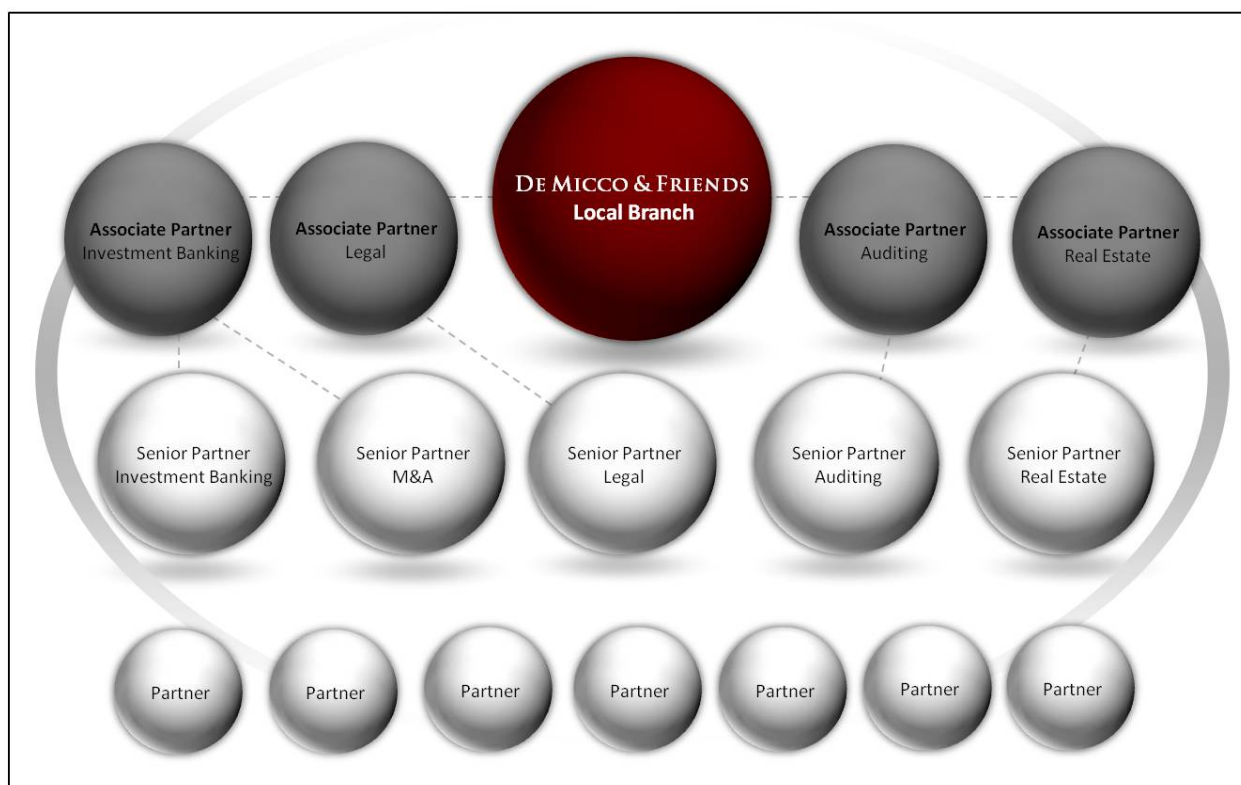 DE MICCO & FRIENDS
Local Branch
Associate Partner
Investment Banking
Associate Partner
Legal
Associate Partner
Auditing
Associate Partner
Real Estate
Senior Partner
Investment Banking
Senior Partner
M&A
Senior Partner
Legal
Senior Partner
Auditing
Senior Partner
Real Estate
Partner
Partner
Partner
Partner
Partner
Partner
Partner